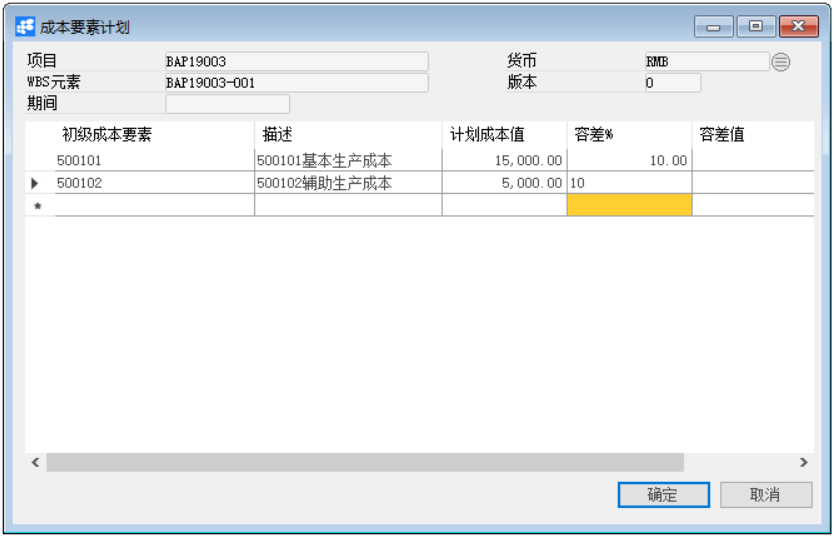 成本要素计划
项目 BAP19003 货币 RMB
WBS元素 BAP19003-001 版本 0
期间
初级成本要素 描述 计划成本值 容差% 容差值
500101 500101基本生产成本 15,000.00 10.00
500102 500102辅助生产成本 5,000.00 10
*
确定 取消